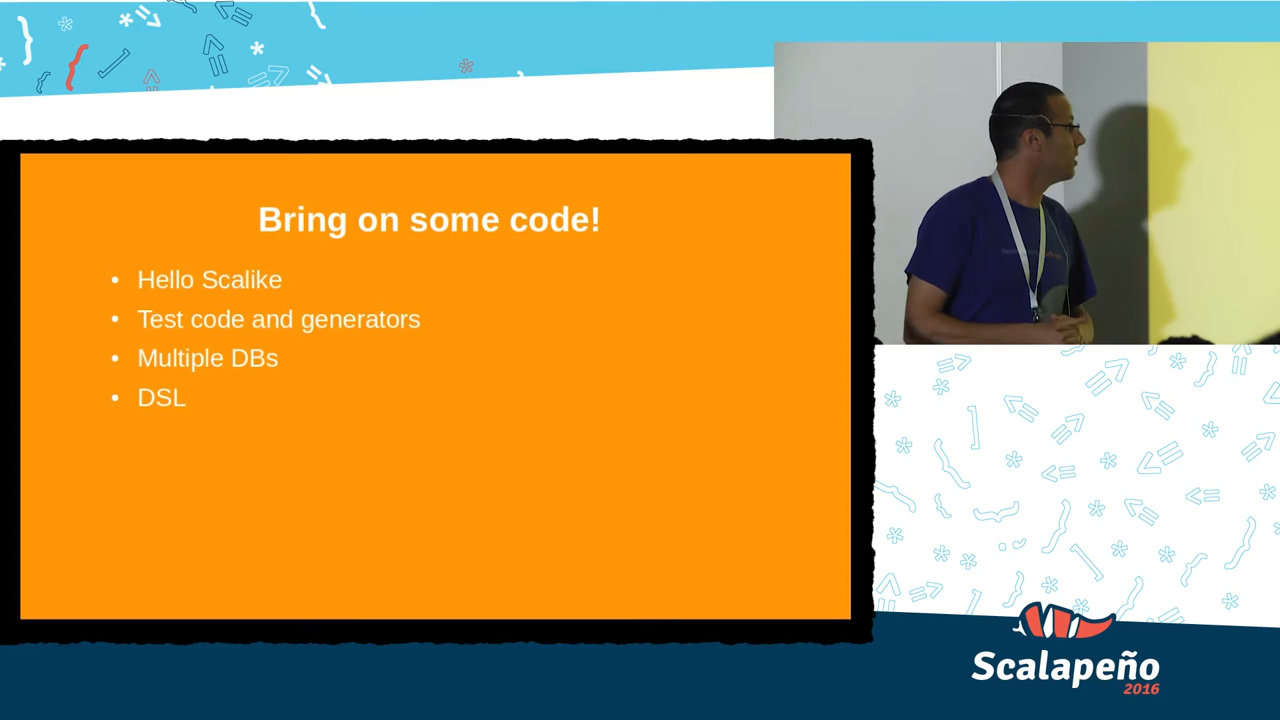 Bring on some code!
• Hello Scalike
• Test code and generators
• Multiple DBs
• DSL
Scalapeño
2016